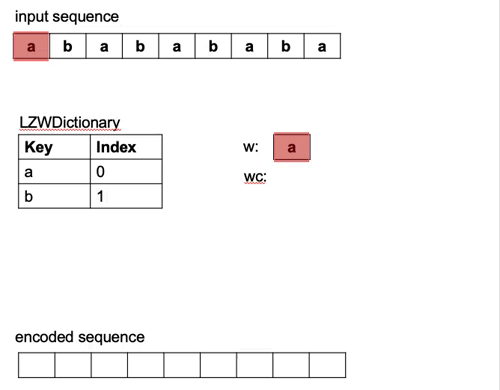 input sequence
a b a b a b a b a
LZWDictionary
Key Index
a 0
b 1
w: a
wc:
encoded sequence